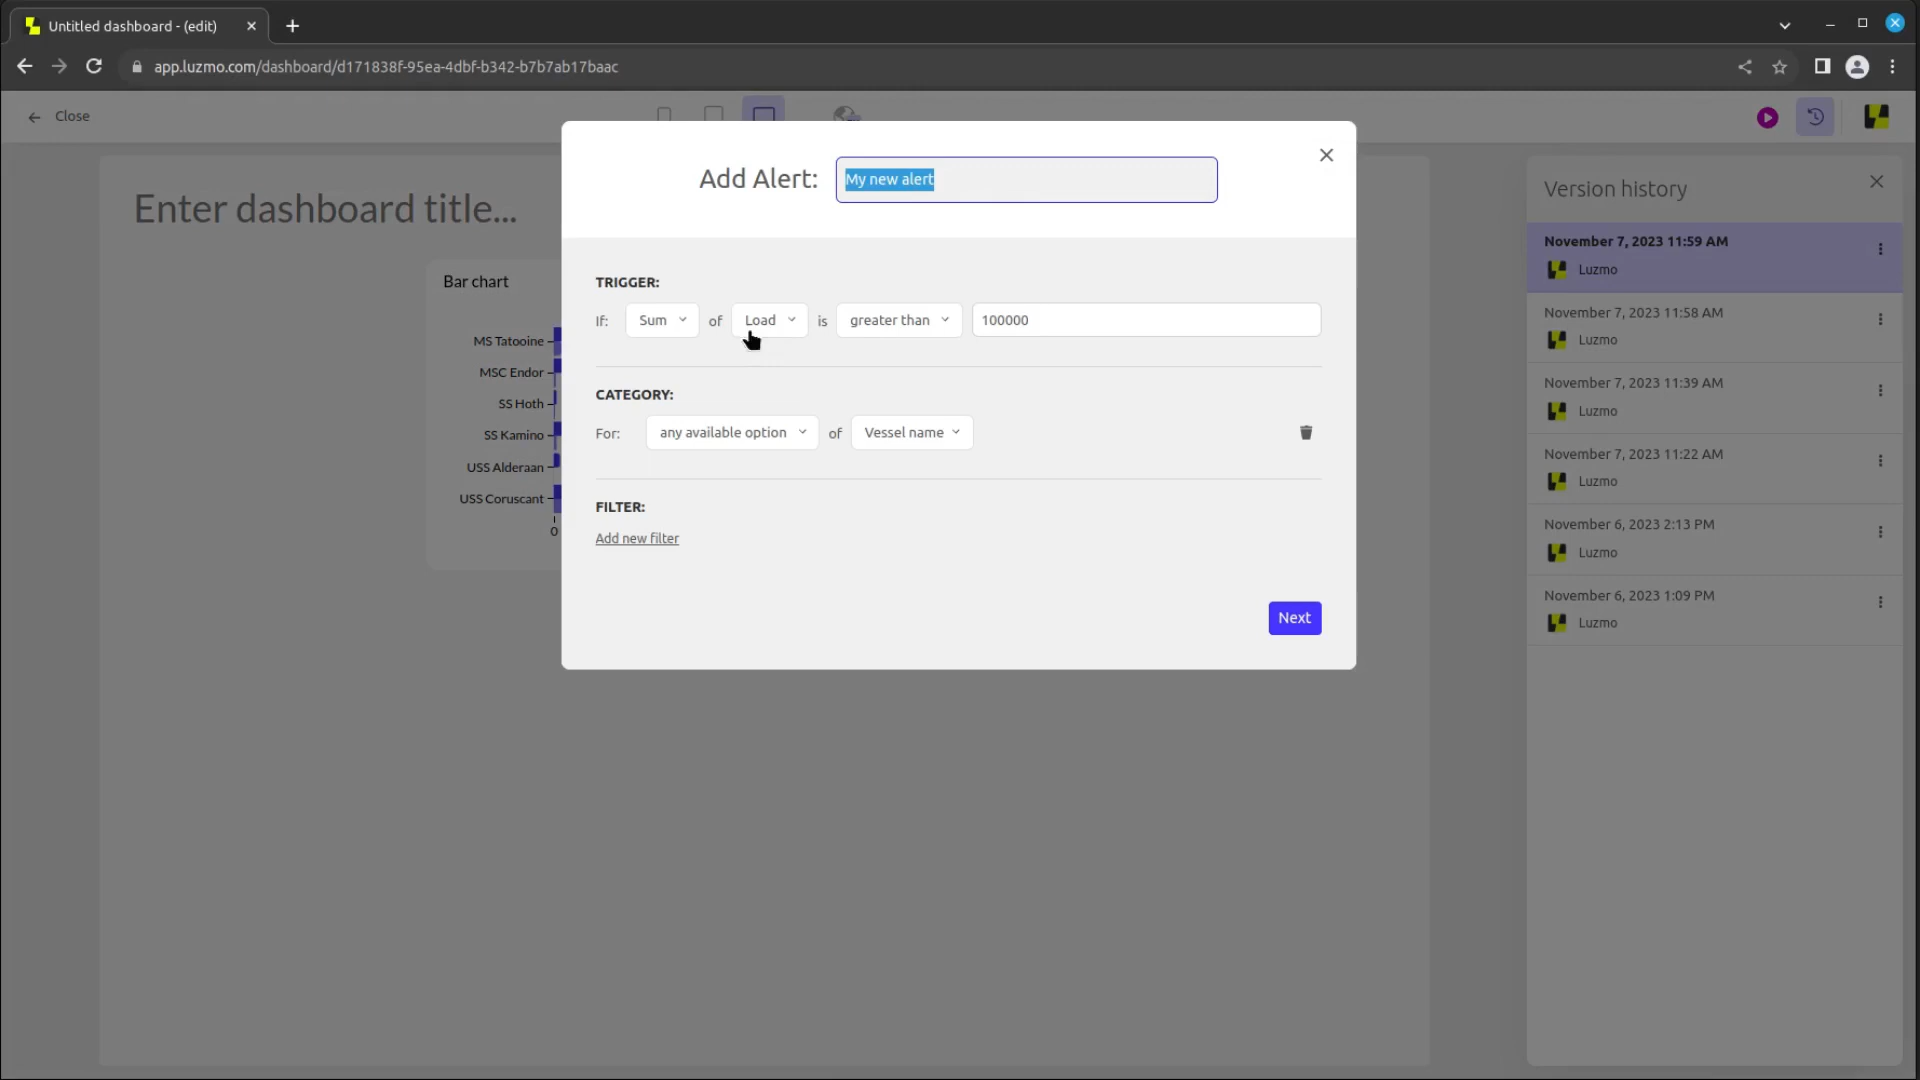 Untitled dashboard - (edit)
app.luzmo.com/dashboard/d171838f-95ea-4dbf-b342-b7b7ab17baac
Close
Enter dashboard title...
Bar chart
MS Tatooine
MSC Endor
SS Hoth
SS Kamino
USS Alderaan
USS Coruscant
0
Add Alert: My new alert
TRIGGER:
If: Sum of Load is greater than 100000
CATEGORY:
For: any available option of Vessel name
FILTER:
Add new filter
Next
Version history
November 7, 2023 11:59 AM
Luzmo
November 7, 2023 11:58 AM
Luzmo
November 7, 2023 11:39 AM
Luzmo
November 7, 2023 11:22 AM
Luzmo
November 6, 2023 2:13 PM
Luzmo
November 6, 2023 1:09 PM
Luzmo